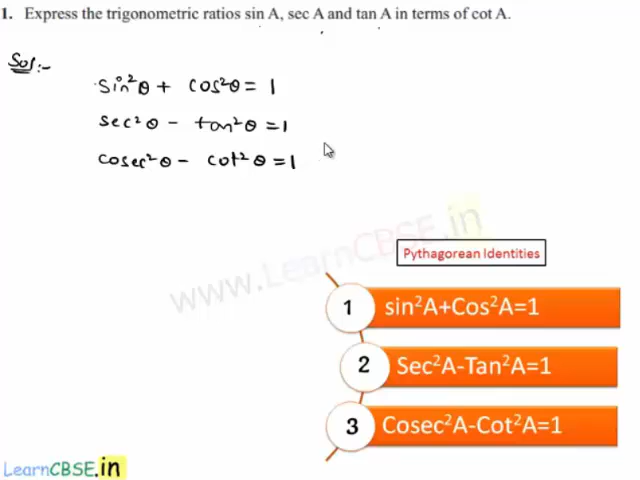 1. Express the trigonometric ratios sin A, sec A and tan A in terms of cot A.
Sol:-
sin²θ + cos²θ = 1
sec²θ - tan²θ = 1
cosec²θ - cot²θ = 1
www.LearnCBSE.in
Pythagorean Identities
1 sin²A+Cos²A=1
2 Sec²A-Tan²A=1
3 Cosec²A-Cot²A=1
LearnCBSE.in